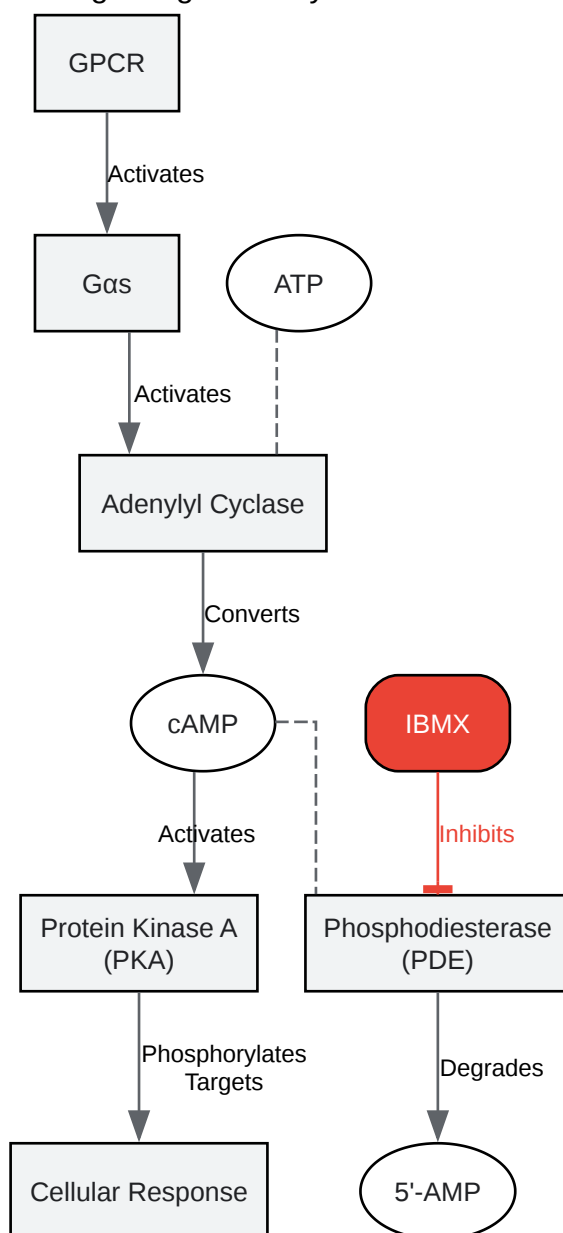 GPCR
Activates
Gαs
ATP
Activates
Adenylyl Cyclase
Converts
cAMP
IBMX
Activates
Inhibits
Protein Kinase A
(PKA)
Phosphodiesterase
(PDE)
Phosphorylates
Targets
Degrades
Cellular Response
5'-AMP